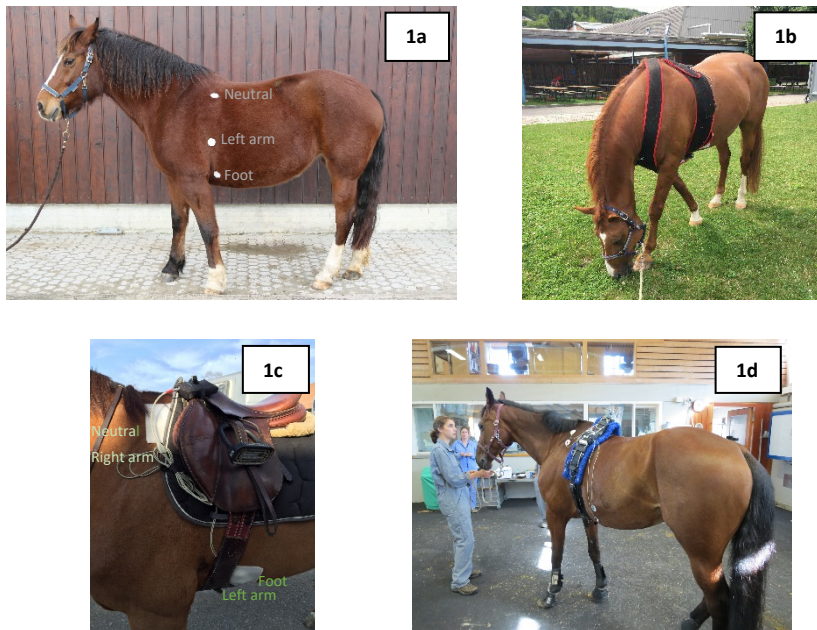 1a
Neutral
Left arm
Foot
1b
1c
Neutral
Right arm
Foot
Left arm
1d